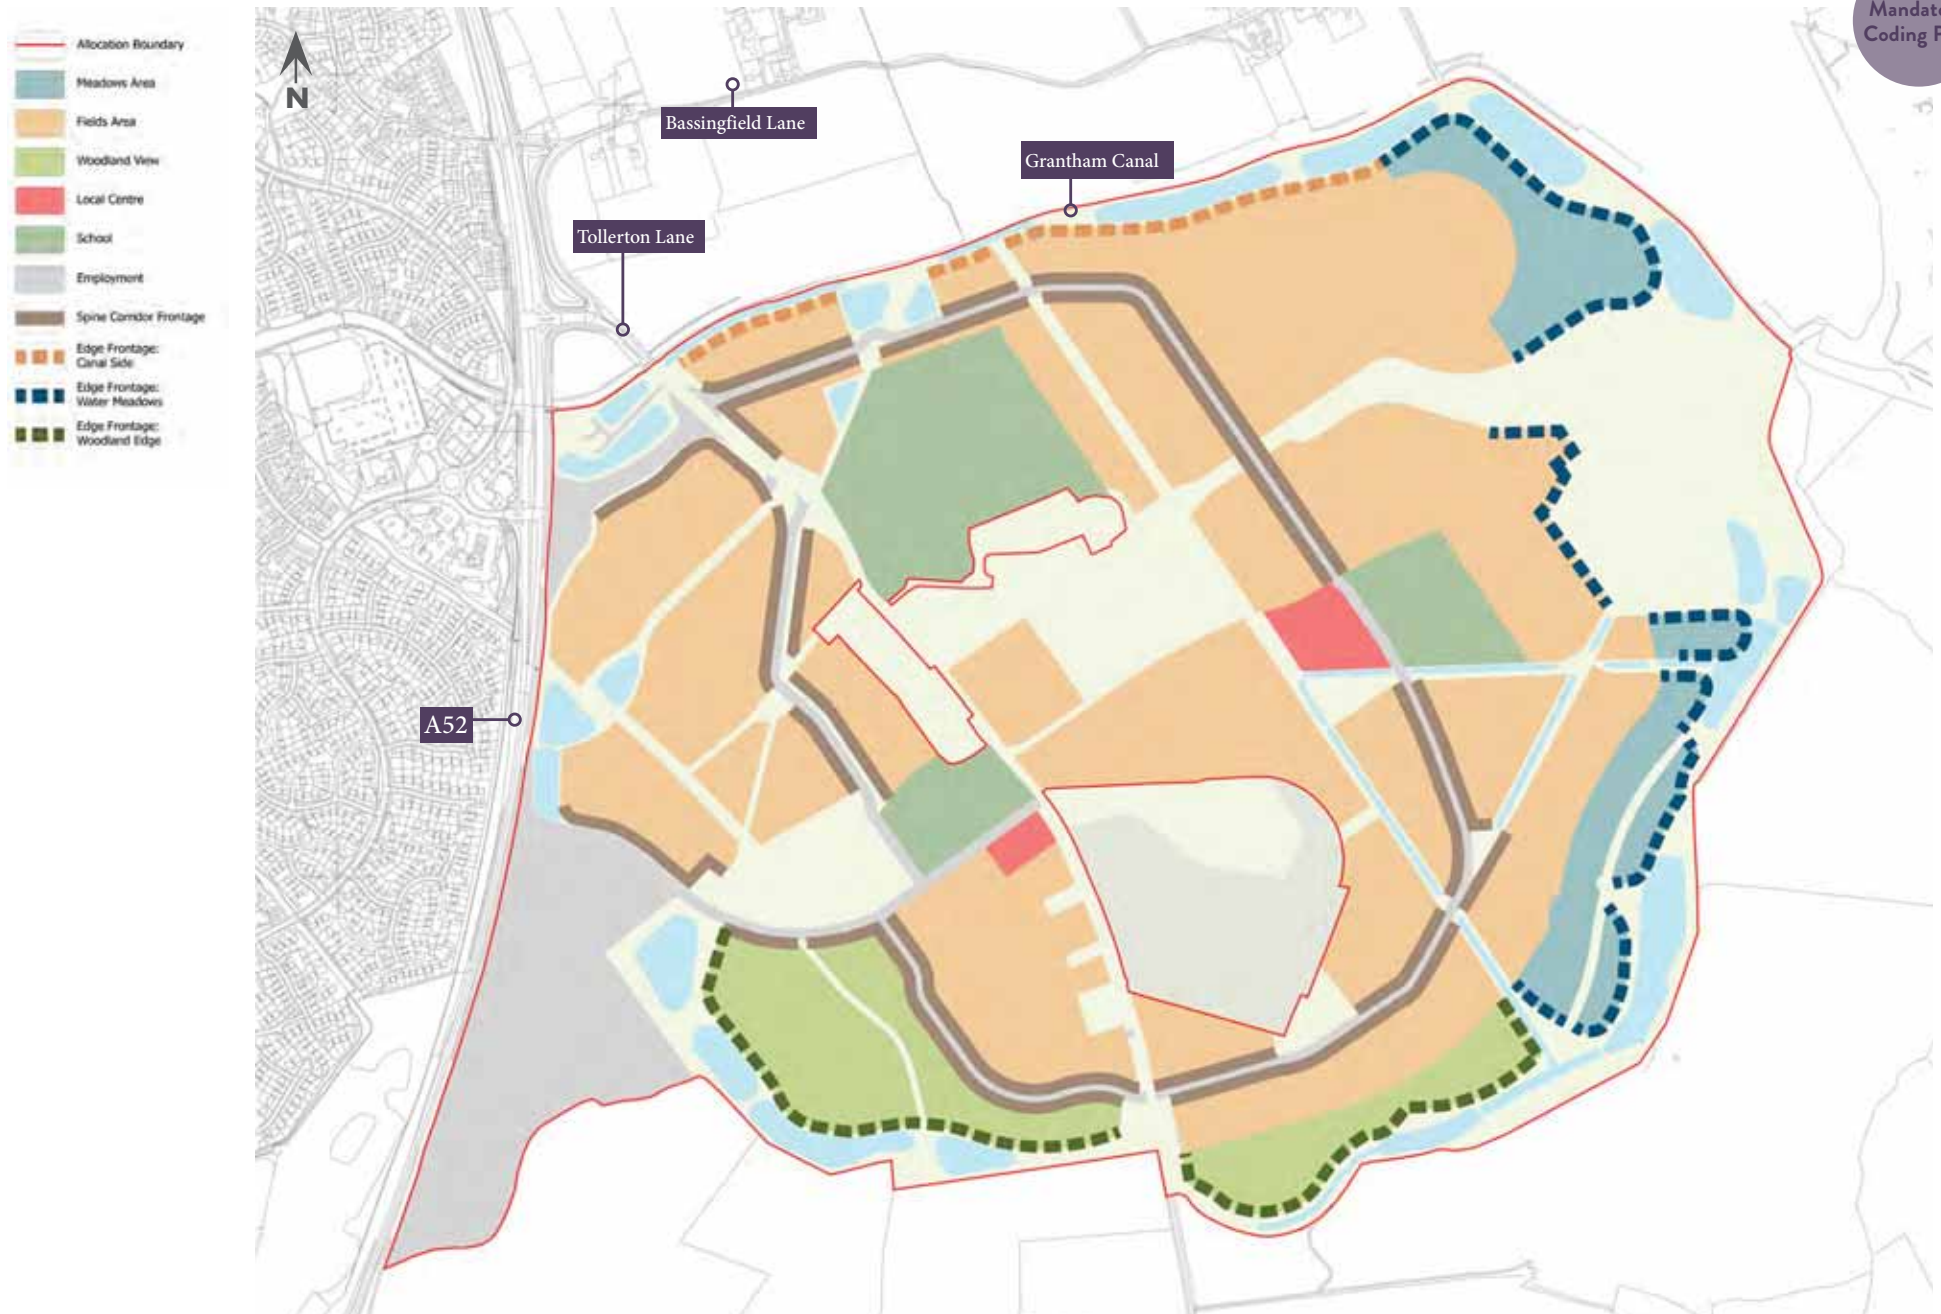 Allocation Boundary
Meadows Area
Fields Area
Woodland View
Local Centre
School
Employment
Spine Corridor Frontage
Edge Frontage:
Canal Side
Edge Frontage:
Water Meadows
Edge Frontage:
Woodland Edge
N
Bassingfield Lane
Grantham Canal
Tollerton Lane
A52
Coding